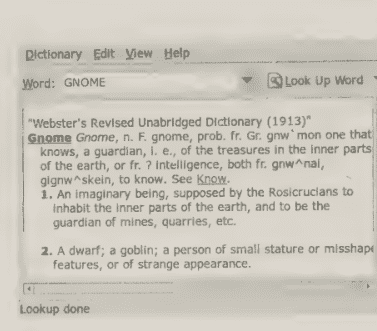 Dictionary Edit View Help
Word: GNOME Look Up Word
"Webster's Revised Unabridged Dictionary (1913)"
Gnome Gnome, n. F. gnome, prob. fr. Gr. gnw`mon one that
knows, a guardian, i. e., of the treasures in the inner parts
of the earth, or fr. ? intelligence, both fr. gnw^nai,
gignw^skein, to know. See Know.
1. An imaginary being, supposed by the Rosicrucians to
inhabit the inner parts of the earth, and to be the
guardian of mines, quarries, etc.
2. A dwarf; a goblin; a person of small stature or misshape
features, or of strange appearance.
Lookup done